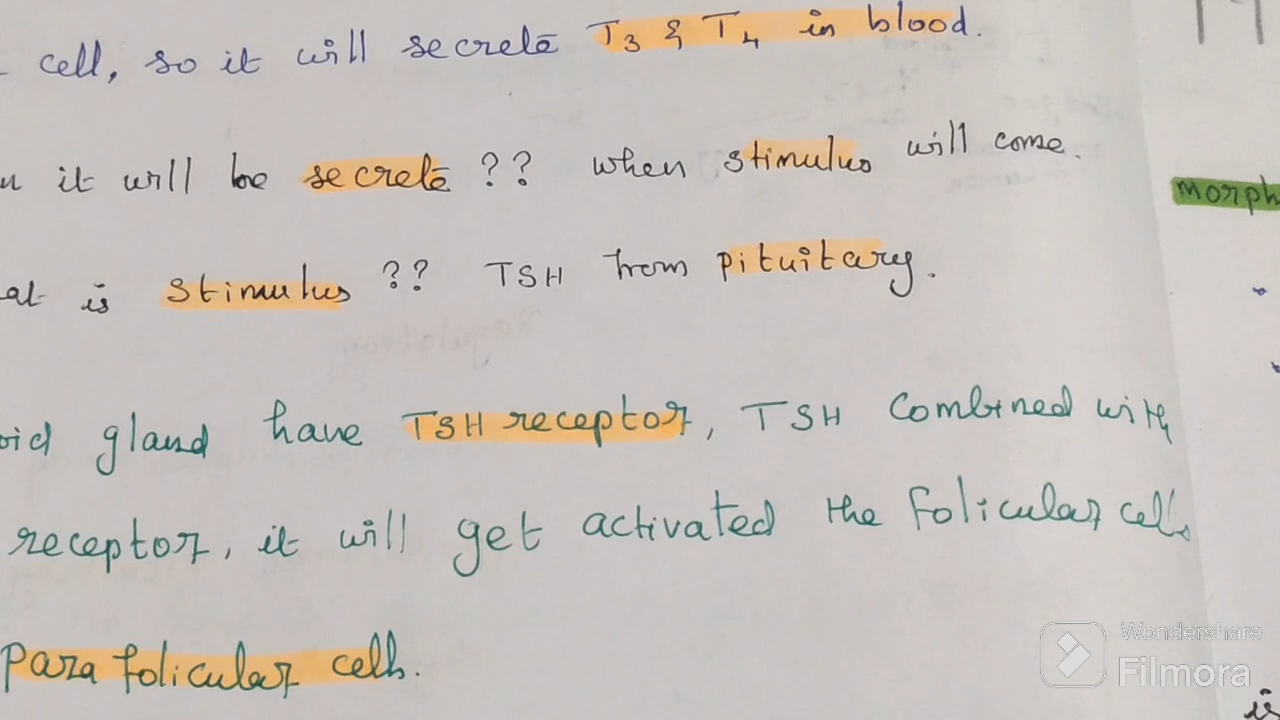 cell, so it will secrete T3 & T4 in blood.
it will be secrete ?? when stimulus will come.
is stimulus ?? TSH from pituitary.
gland have TSH receptor, TSH combined with
receptor, it will get activated the folicular cells
Para folicular cells.
morph
is
Wondershare
Filmora